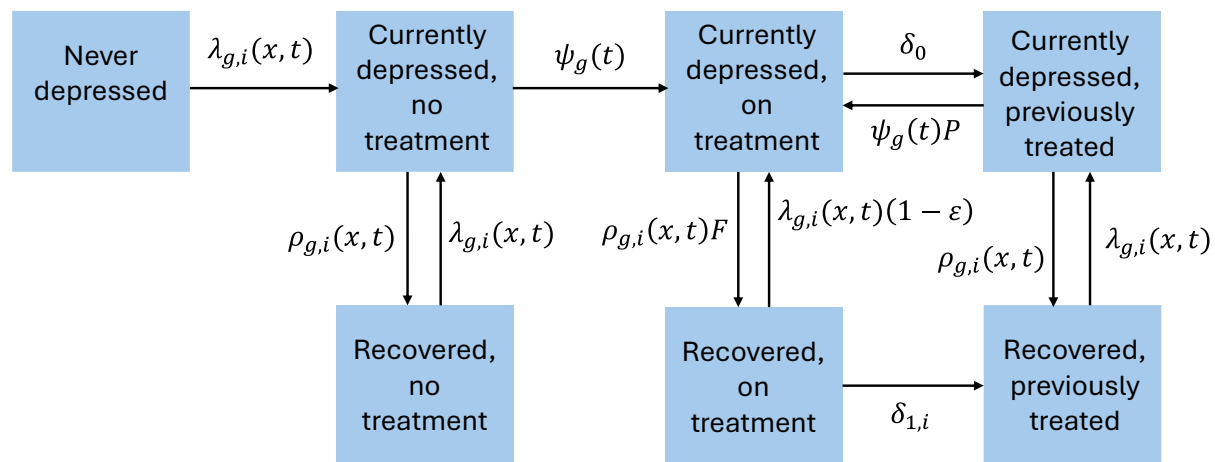 Never
depressed
λ_{g,i}(x, t)
Currently
depressed,
no
treatment
ψ_g(t)
Currently
depressed,
on
treatment
δ_0
ψ_g(t)P
Currently
depressed,
previously
treated
ρ_{g,i}(x, t)
λ_{g,i}(x, t)
ρ_{g,i}(x, t)F
λ_{g,i}(x, t)(1 − ε)
ρ_{g,i}(x, t)
λ_{g,i}(x, t)
Recovered,
no
treatment
Recovered,
on
treatment
δ_{1,i}
Recovered,
previously
treated